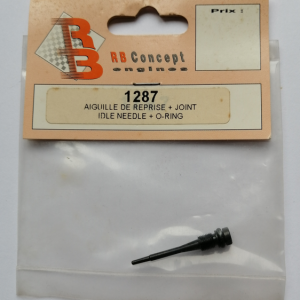 RB
RB Concept
engines
Prix :
1287
AIGUILLE DE REPRISE + JOINT
IDLE NEEDLE + O-RING